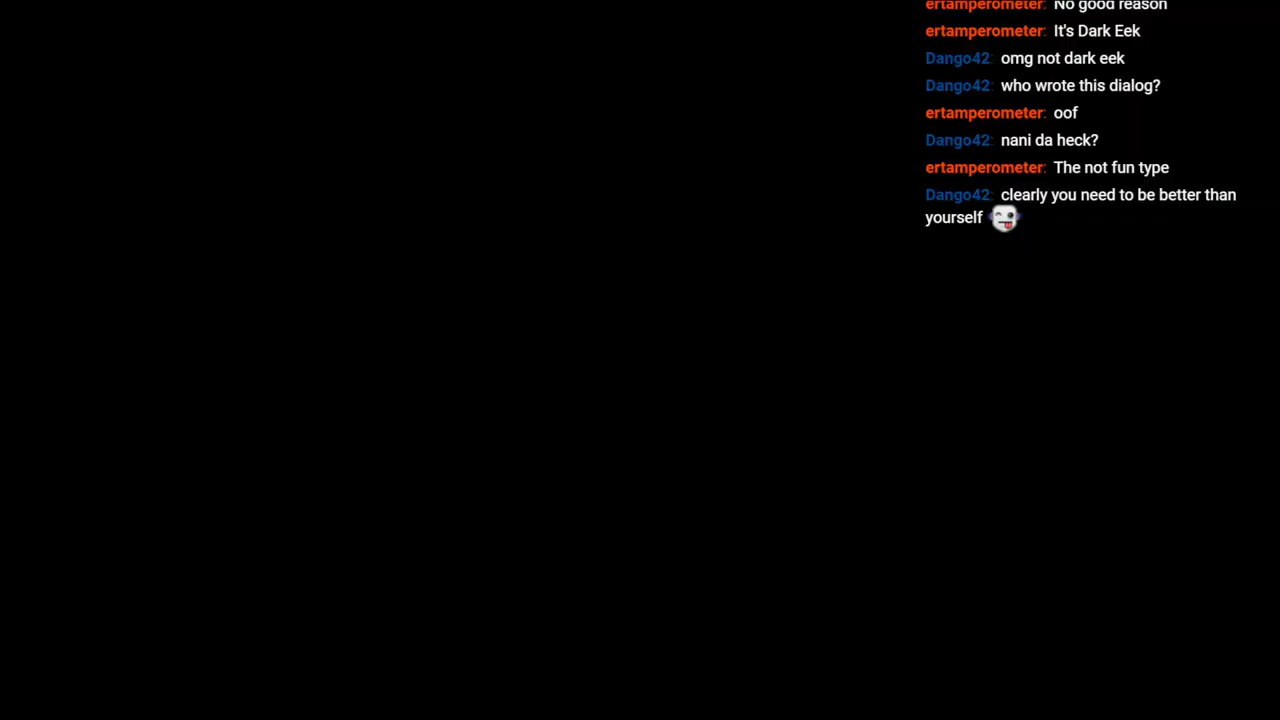 ertamperometer: No good reason
ertamperometer: It's Dark Eek
Dango42: omg not dark eek
Dango42: who wrote this dialog?
ertamperometer: oof
Dango42: nani da heck?
ertamperometer: The not fun type
Dango42: clearly you need to be better than
yourself